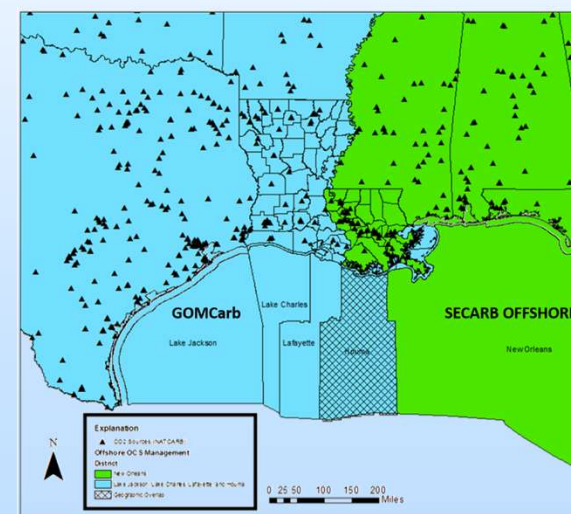 GOMCarb
SECARB OFFSHOR
Lake Charles
Lake Jackson
Lafayette
Houma
New Orleans
Explanation
CO2 Sources (NATCARB)
Offshore OCS Management
District
New Orleans
Lake Jackson, Lake Charles, Lafayette, and Houma
Geographic Overlap
N
0 25 50 100 150 200
Miles